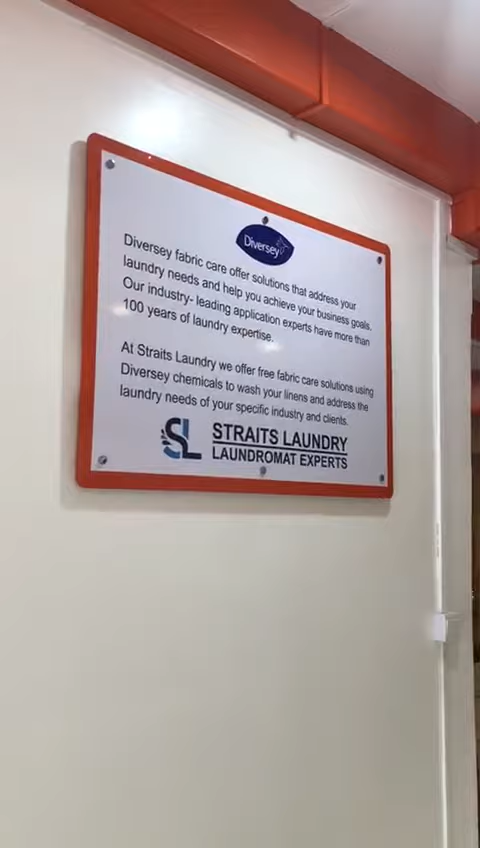 Diversey
Diversey fabric care offer solutions that address your
laundry needs and help you achieve your business goals.
Our industry- leading application experts have more than
100 years of laundry expertise.
At Straits Laundry we offer free fabric care solutions using
Diversey chemicals to wash your linens and address the
laundry needs of your specific industry and clients.
SL
STRAITS LAUNDRY
LAUNDROMAT EXPERTS